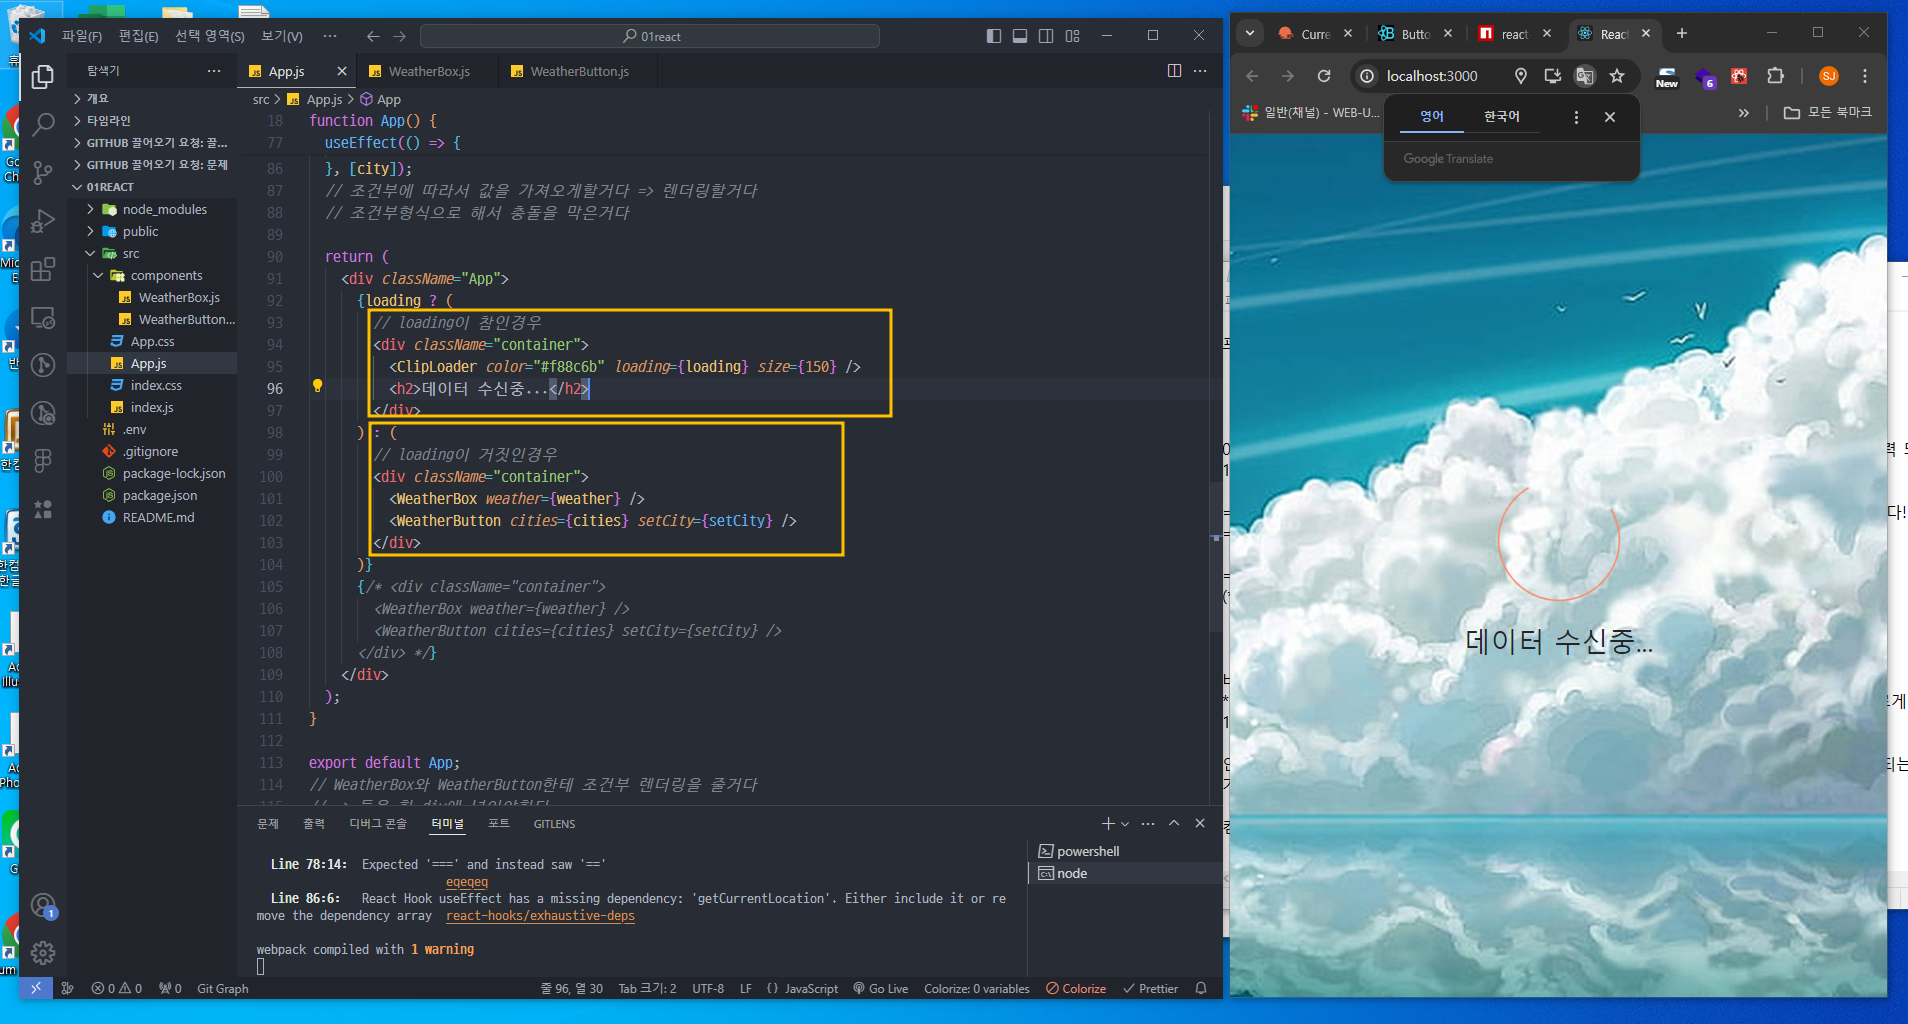 파일(F) 편집(E) 선택 영역(S) 보기(V) ··· 01react
탐색기 ···
개요
타임라인
GITHUB 끌어오기 요청: 끌...
GITHUB 끌어오기 요청: 문제
01REACT
node_modules
public
src
components
WeatherBox.js
WeatherButton...
App.css
App.js
index.css
index.js
.env
.gitignore
package-lock.json
package.json
README.md
App.js WeatherBox.js WeatherButton.js
src > App.js > App
18 function App() {
77 useEffect(() => {
86 }, [city]);
87 // 조건부에 따라서 값을 가져오게할거다 => 렌더링할거다
88 // 조건부형식으로 해서 충돌을 막은거다
89
90 return (
91 <div className="App">
92 {loading ? (
93 // loading이 참인경우
94 <div className="container">
95 <ClipLoader color="#f88c6b" loading={loading} size={150} />
96 <h2>데이터 수신중...</h2>
97 </div>
98 ) : (
99 // loading이 거짓인경우
100 <div className="container">
101 <WeatherBox weather={weather} />
102 <WeatherButton cities={cities} setCity={setCity} />
103 </div>
104 )}
105 {/* <div className="container">
106 <WeatherBox weather={weather} />
107 <WeatherButton cities={cities} setCity={setCity} />
108 </div> */}
109 </div>
110 );
111 }
112
113 export default App;
114 // WeatherBox와 WeatherButton한테 조건부 렌더링을 줄거다
문제 출력 디버그 콘솔 터미널 포트 GITLENS
Line 78:14: Expected '===' and instead saw '=='
eqeqeq
Line 86:6: React Hook useEffect has a missing dependency: 'getCurrentLocation'. Either include it or re
move the dependency array react-hooks/exhaustive-deps
webpack compiled with 1 warning
powershell
node
0 0 0 Git Graph 줄 96, 열 30 Tab 크기: 2 UTF-8 LF {} JavaScript Go Live Colorize: 0 variables Colorize Prettier
1
Curre Butto react React
localhost:3000 New 6 SJ
일반(채널) - WEB-U... » 모든 북마크
영어 한국어
Google Translate
데이터 수신중...